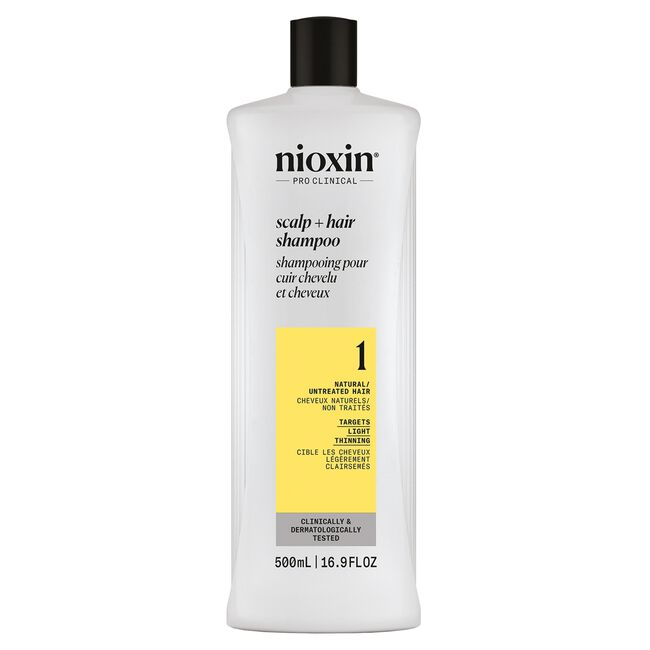 nioxin®
PRO CLINICAL
scalp + hair
shampoo
shampooing pour
cuir chevelu
et cheveux
1
NATURAL/
UNTREATED HAIR
CHEVEUX NATURELS/
NON TRAITÉS
TARGETS
LIGHT
THINNING
CIBLE LES CHEVEUX
LÉGÈREMENT
CLAIRSEMÉS
CLINICALLY &
DERMATOLOGICALLY
TESTED
500mL | 16.9FLOZ